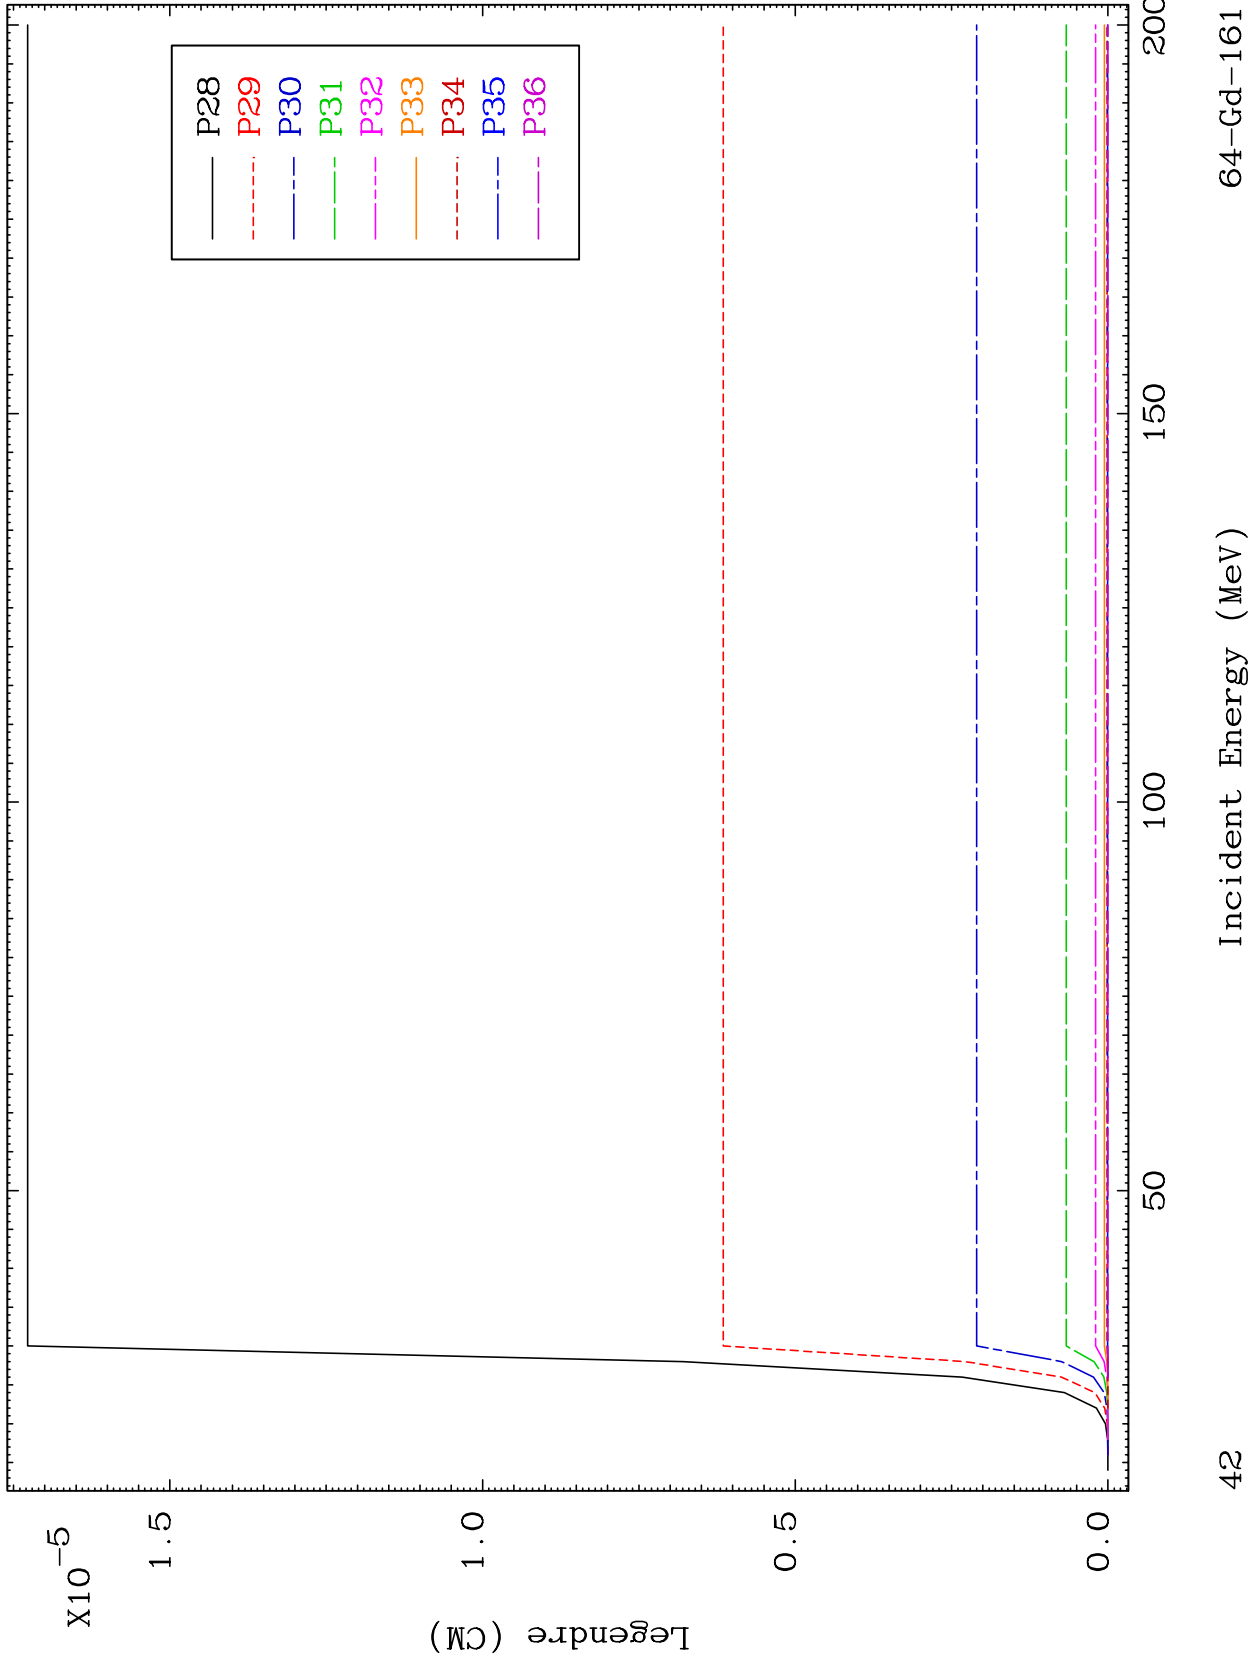 X10-5
1.5
1.0
0.5
0.0
Legendre (CM)
P28
P29
P30
P31
P32
P33
P34
P35
P36
50
100
150
200
Incident Energy (MeV)
42
64-Gd-161